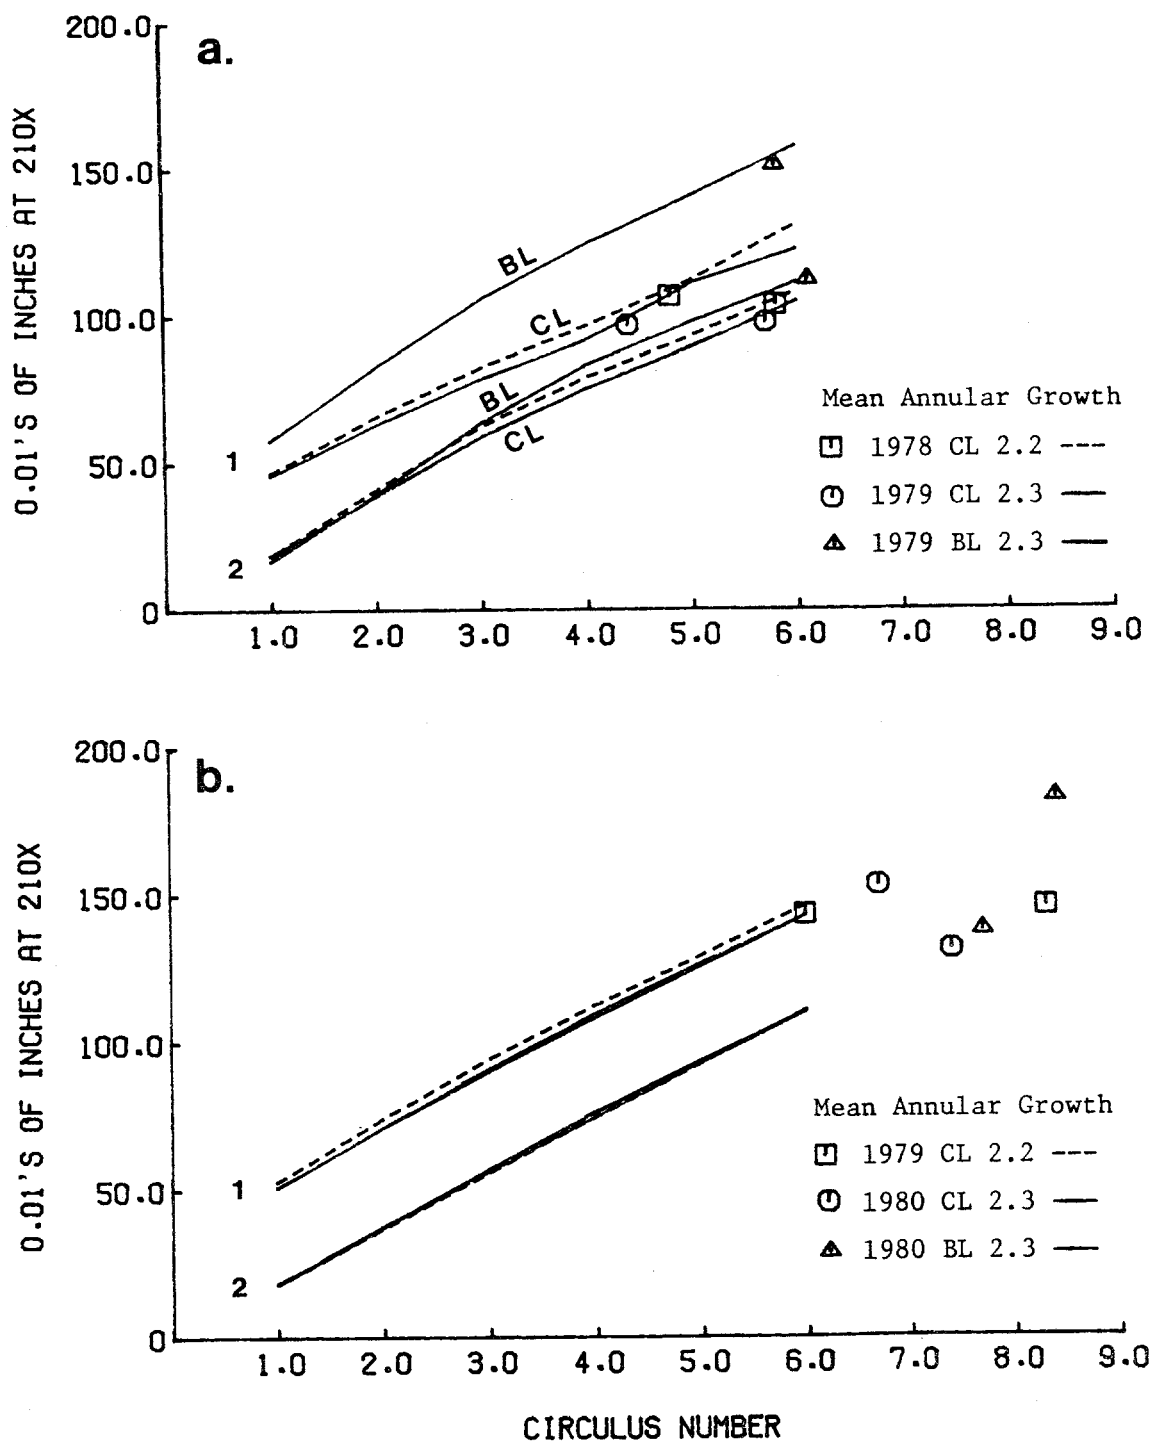 a.
200.0
150.0
100.0
50.0
0
0.01'S OF INCHES AT 210X
BL
CL
BL
CL
1
2
Mean Annular Growth
1978 CL 2.2 ---
1979 CL 2.3 —
1979 BL 2.3 —
1.0 2.0 3.0 4.0 5.0 6.0 7.0 8.0 9.0
b.
200.0
150.0
100.0
50.0
0
0.01'S OF INCHES AT 210X
1
2
Mean Annular Growth
1979 CL 2.2 ---
1980 CL 2.3 —
1980 BL 2.3 —
1.0 2.0 3.0 4.0 5.0 6.0 7.0 8.0 9.0
CIRCULUS NUMBER